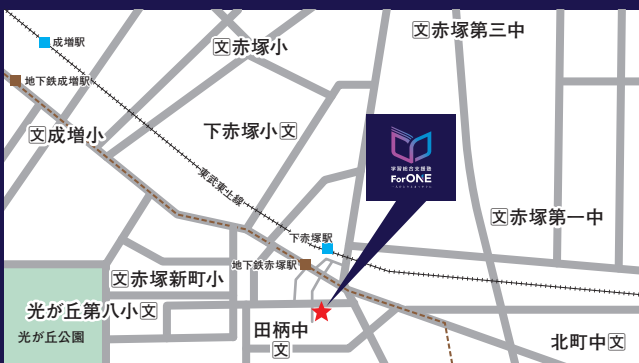 成増駅
文赤塚小
文赤塚第三中
地下鉄成増駅
文成増小
下赤塚小文
学習総合支援塾
ForONE
東武東上線
文赤塚第一中
下赤塚駅
地下鉄赤塚駅
文赤塚新町小
光が丘第八小文
田柄中
文
光が丘公園
北町中文